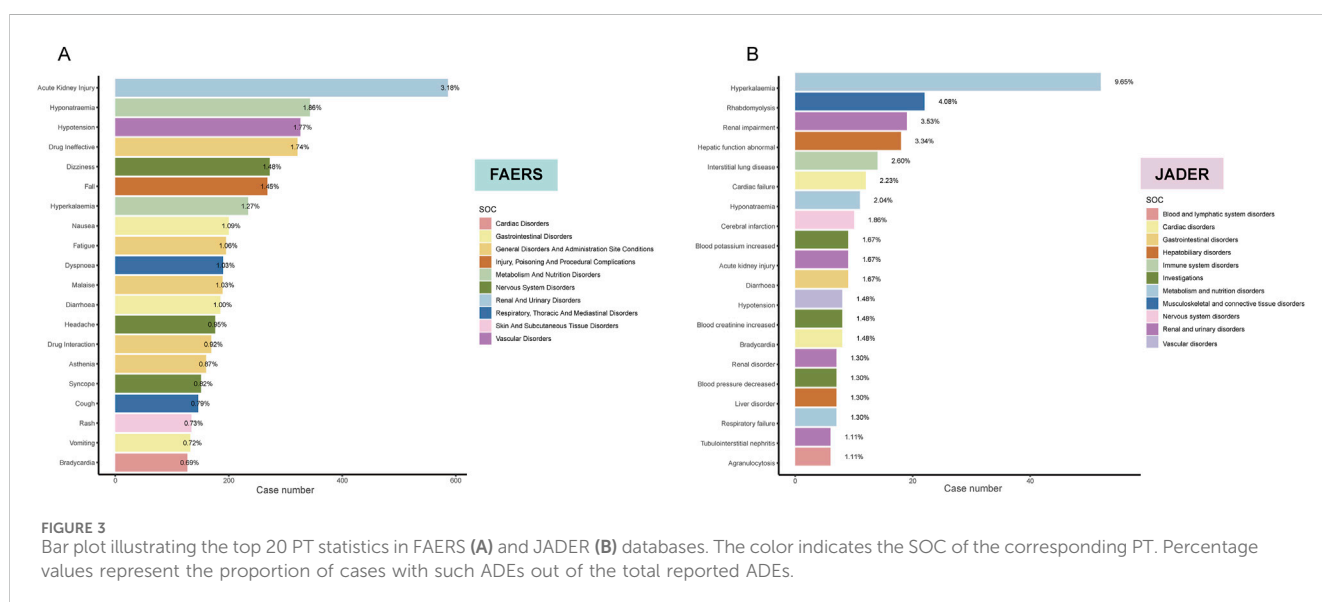 A
Acute Kidney Injury
3.18%
Hyponatraemia
1.86%
Hypotension
1.77%
Drug Ineffective
1.74%
Dizziness
1.48%
Fall
1.45%
Hyperkalaemia
1.27%
Nausea
1.09%
Fatigue
1.06%
Dyspnoea
1.03%
Malaise
1.03%
Diarrhoea
1.00%
Headache
0.95%
Drug Interaction
0.92%
Asthenia
0.87%
Syncope
0.82%
Cough
0.79%
Rash
0.73%
Vomiting
0.72%
Bradycardia
0.69%
0
200
400
600
Case number
FAERS
SOC
Cardiac Disorders
Gastrointestinal Disorders
General Disorders And Administration Site Conditions
Injury, Poisoning And Procedural Complications
Metabolism And Nutrition Disorders
Nervous System Disorders
Renal And Urinary Disorders
Respiratory, Thoracic And Mediastinal Disorders
Skin And Subcutaneous Tissue Disorders
Vascular Disorders
B
Hyperkalaemia
9.65%
Rhabdomyolysis
4.08%
Renal impairment
3.53%
Hepatic function abnormal
3.34%
Interstitial lung disease
2.60%
Cardiac failure
2.23%
Hyponatraemia
2.04%
Cerebral infarction
1.86%
Blood potassium increased
1.67%
Acute kidney injury
1.67%
Diarrhoea
1.67%
Hypotension
1.48%
Blood creatinine increased
1.48%
Bradycardia
1.48%
Renal disorder
1.30%
Blood pressure decreased
1.30%
Liver disorder
1.30%
Respiratory failure
1.30%
Tubulointerstitial nephritis
1.11%
Agranulocytosis
1.11%
0
20
40
Case number
JADER
SOC
Blood and lymphatic system disorders
Cardiac disorders
Gastrointestinal disorders
Hepatobiliary disorders
Immune system disorders
Investigations
Metabolism and nutrition disorders
Musculoskeletal and connective tissue disorders
Nervous system disorders
Renal and urinary disorders
Vascular disorders
FIGURE 3
Bar plot illustrating the top 20 PT statistics in FAERS (A) and JADER (B) databases. The color indicates the SOC of the corresponding PT. Percentage
values represent the proportion of cases with such ADEs out of the total reported ADEs.